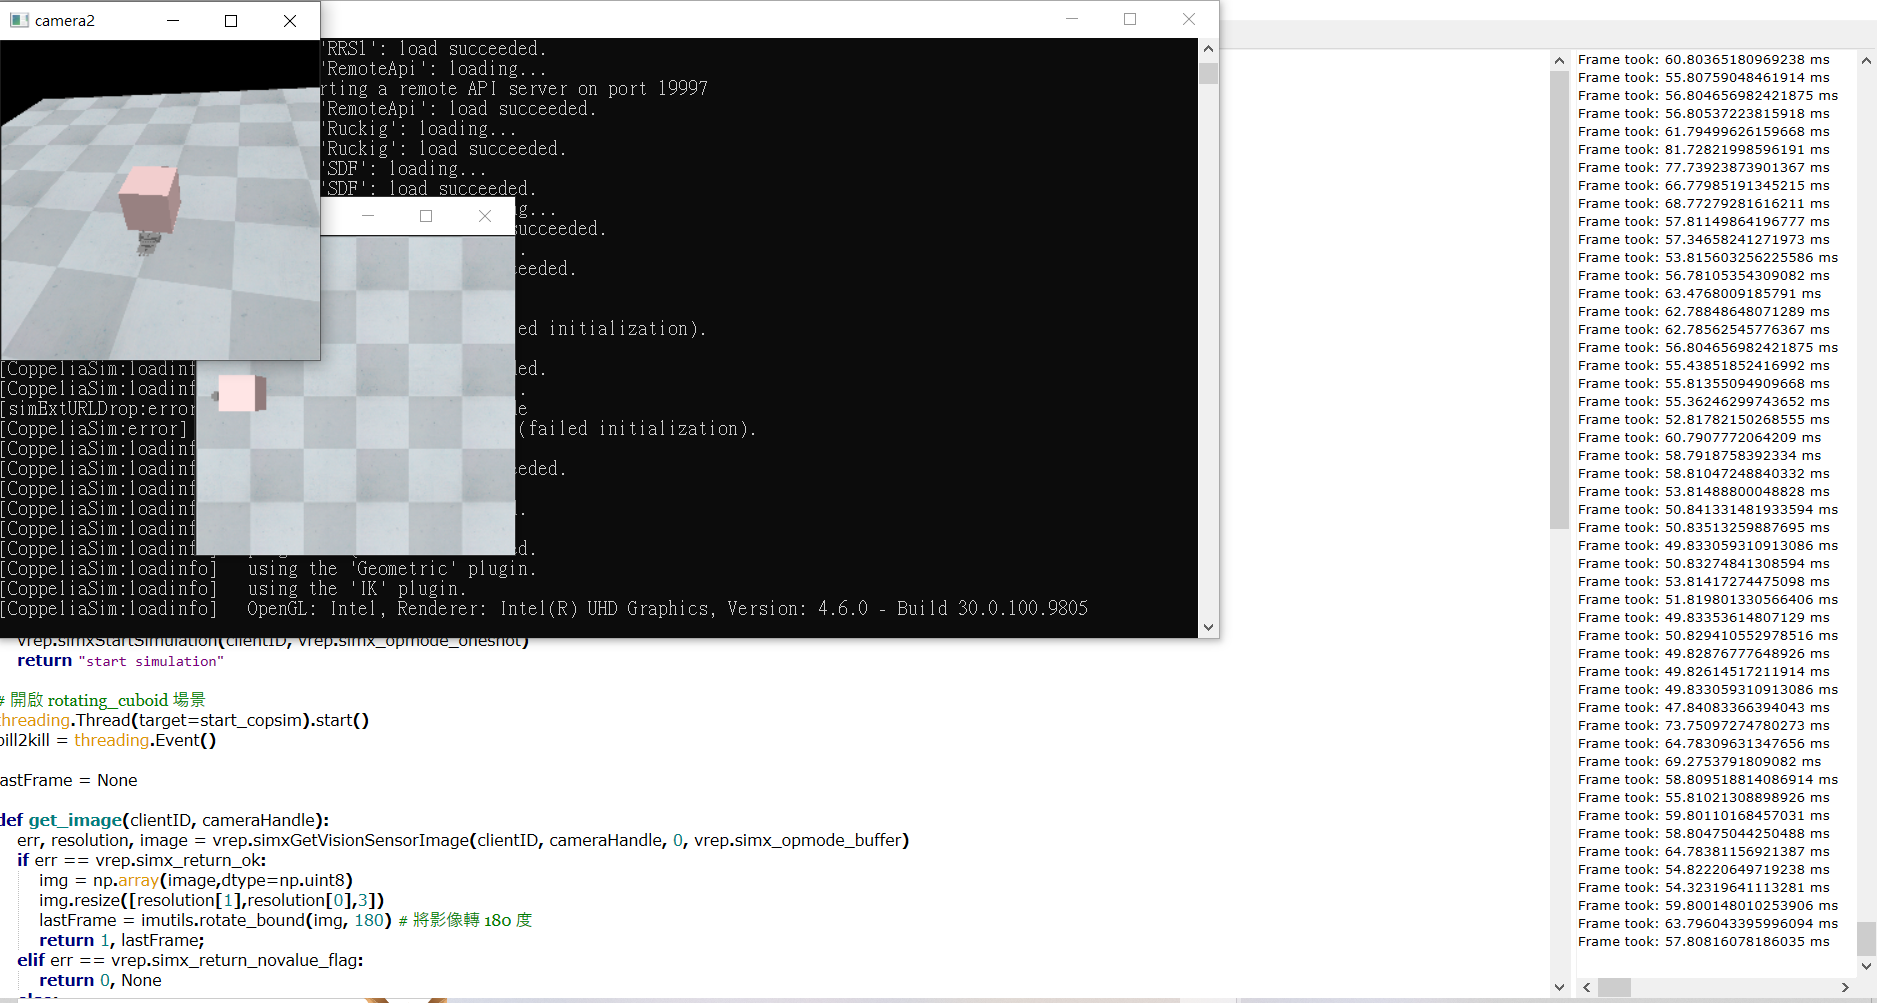 camera2
'RRS1': load succeeded.
'RemoteApi': loading...
rting a remote API server on port 19997
'RemoteApi': load succeeded.
'Ruckig': loading...
'Ruckig': load succeeded.
'SDF': loading...
'SDF': load succeeded.
ng...
succeeded.
.
eeded.
ed initialization).
[CoppeliaSim:loadinf
ed.
[CoppeliaSim:loadinf
.
[simExtURLDrop:error
e
[CoppeliaSim:error]
(failed initialization).
[CoppeliaSim:loadinf
[CoppeliaSim:loadinf
eeded.
[CoppeliaSim:loadinf
[CoppeliaSim:loadinf
.
[CoppeliaSim:loadinf
[CoppeliaSim:loadinf
d.
[CoppeliaSim:loadinfo]   using the 'Geometric' plugin.
[CoppeliaSim:loadinfo]   using the 'IK' plugin.
[CoppeliaSim:loadinfo]   OpenGL: Intel, Renderer: Intel(R) UHD Graphics, Version: 4.6.0 - Build 30.0.100.9805
vrep.simxStartSimulation(clientID, vrep.simx_opmode_oneshot)
return "start simulation"
# 開啟 rotating_cuboid 場景
threading.Thread(target=start_copsim).start()
pill2kill = threading.Event()
lastFrame = None
def get_image(clientID, cameraHandle):
err, resolution, image = vrep.simxGetVisionSensorImage(clientID, cameraHandle, 0, vrep.simx_opmode_buffer)
if err == vrep.simx_return_ok:
img = np.array(image,dtype=np.uint8)
img.resize([resolution[1],resolution[0],3])
lastFrame = imutils.rotate_bound(img, 180) # 將影像轉 180 度
return 1, lastFrame;
elif err == vrep.simx_return_novalue_flag:
return 0, None
else:
Frame took: 60.80365180969238 ms
Frame took: 55.80759048461914 ms
Frame took: 56.804656982421875 ms
Frame took: 56.80537223815918 ms
Frame took: 61.79499626159668 ms
Frame took: 81.72821998596191 ms
Frame took: 77.73923873901367 ms
Frame took: 66.77985191345215 ms
Frame took: 68.77279281616211 ms
Frame took: 57.81149864196777 ms
Frame took: 57.34658241271973 ms
Frame took: 53.815603256225586 ms
Frame took: 56.78105354309082 ms
Frame took: 63.4768009185791 ms
Frame took: 62.78848648071289 ms
Frame took: 62.78562545776367 ms
Frame took: 56.804656982421875 ms
Frame took: 55.43851852416992 ms
Frame took: 55.81355094909668 ms
Frame took: 55.36246299743652 ms
Frame took: 52.81782150268555 ms
Frame took: 60.7907772064209 ms
Frame took: 58.7918758392334 ms
Frame took: 58.81047248840332 ms
Frame took: 53.81488800048828 ms
Frame took: 50.841331481933594 ms
Frame took: 50.83513259887695 ms
Frame took: 49.833059310913086 ms
Frame took: 50.83274841308594 ms
Frame took: 53.81417274475098 ms
Frame took: 51.819801330566406 ms
Frame took: 49.83353614807129 ms
Frame took: 50.829410552978516 ms
Frame took: 49.82876777648926 ms
Frame took: 49.82614517211914 ms
Frame took: 49.833059310913086 ms
Frame took: 47.84083366394043 ms
Frame took: 73.75097274780273 ms
Frame took: 64.78309631347656 ms
Frame took: 69.2753791809082 ms
Frame took: 58.809518814086914 ms
Frame took: 55.81021308898926 ms
Frame took: 59.80110168457031 ms
Frame took: 58.80475044250488 ms
Frame took: 64.78381156921387 ms
Frame took: 54.82220649719238 ms
Frame took: 54.32319641113281 ms
Frame took: 59.800148010253906 ms
Frame took: 63.796043395996094 ms
Frame took: 57.80816078186035 ms